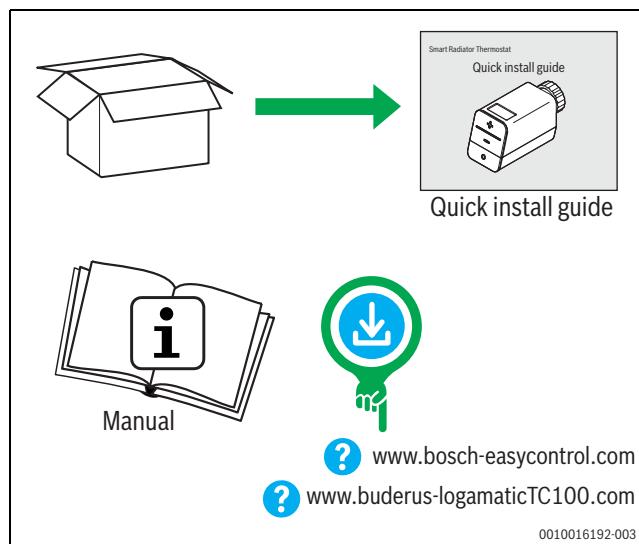 Smart Radiator Thermostat
Quick install guide
Quick install guide
i
Manual
? www.bosch-easycontrol.com
? www.buderus-logamaticTC100.com
0010016192-003